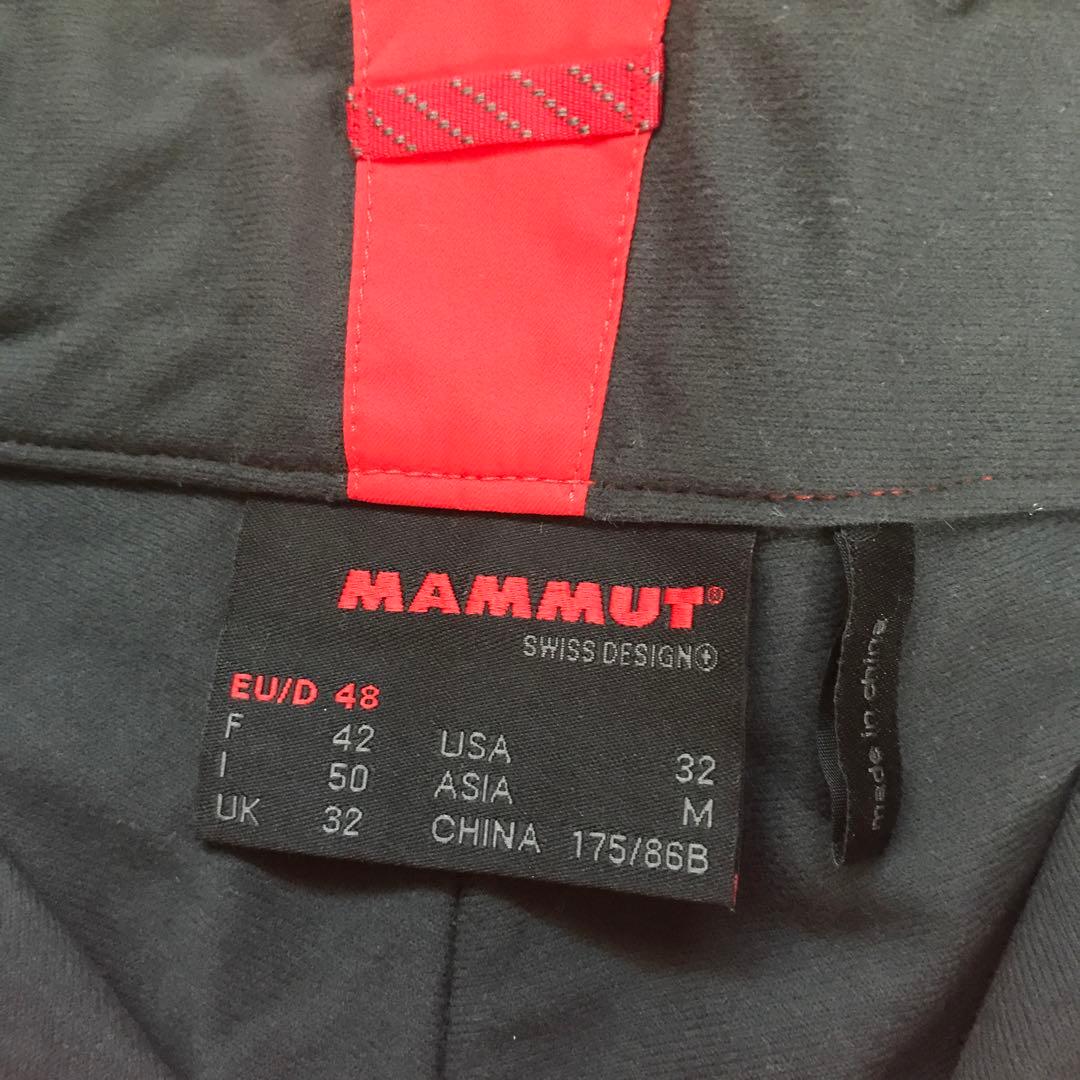 MAMMUT®
SWISS DESIGN
EU/D 48
F 42 USA 32
I 50 ASIA M
UK 32 CHINA 175/86B
made in china